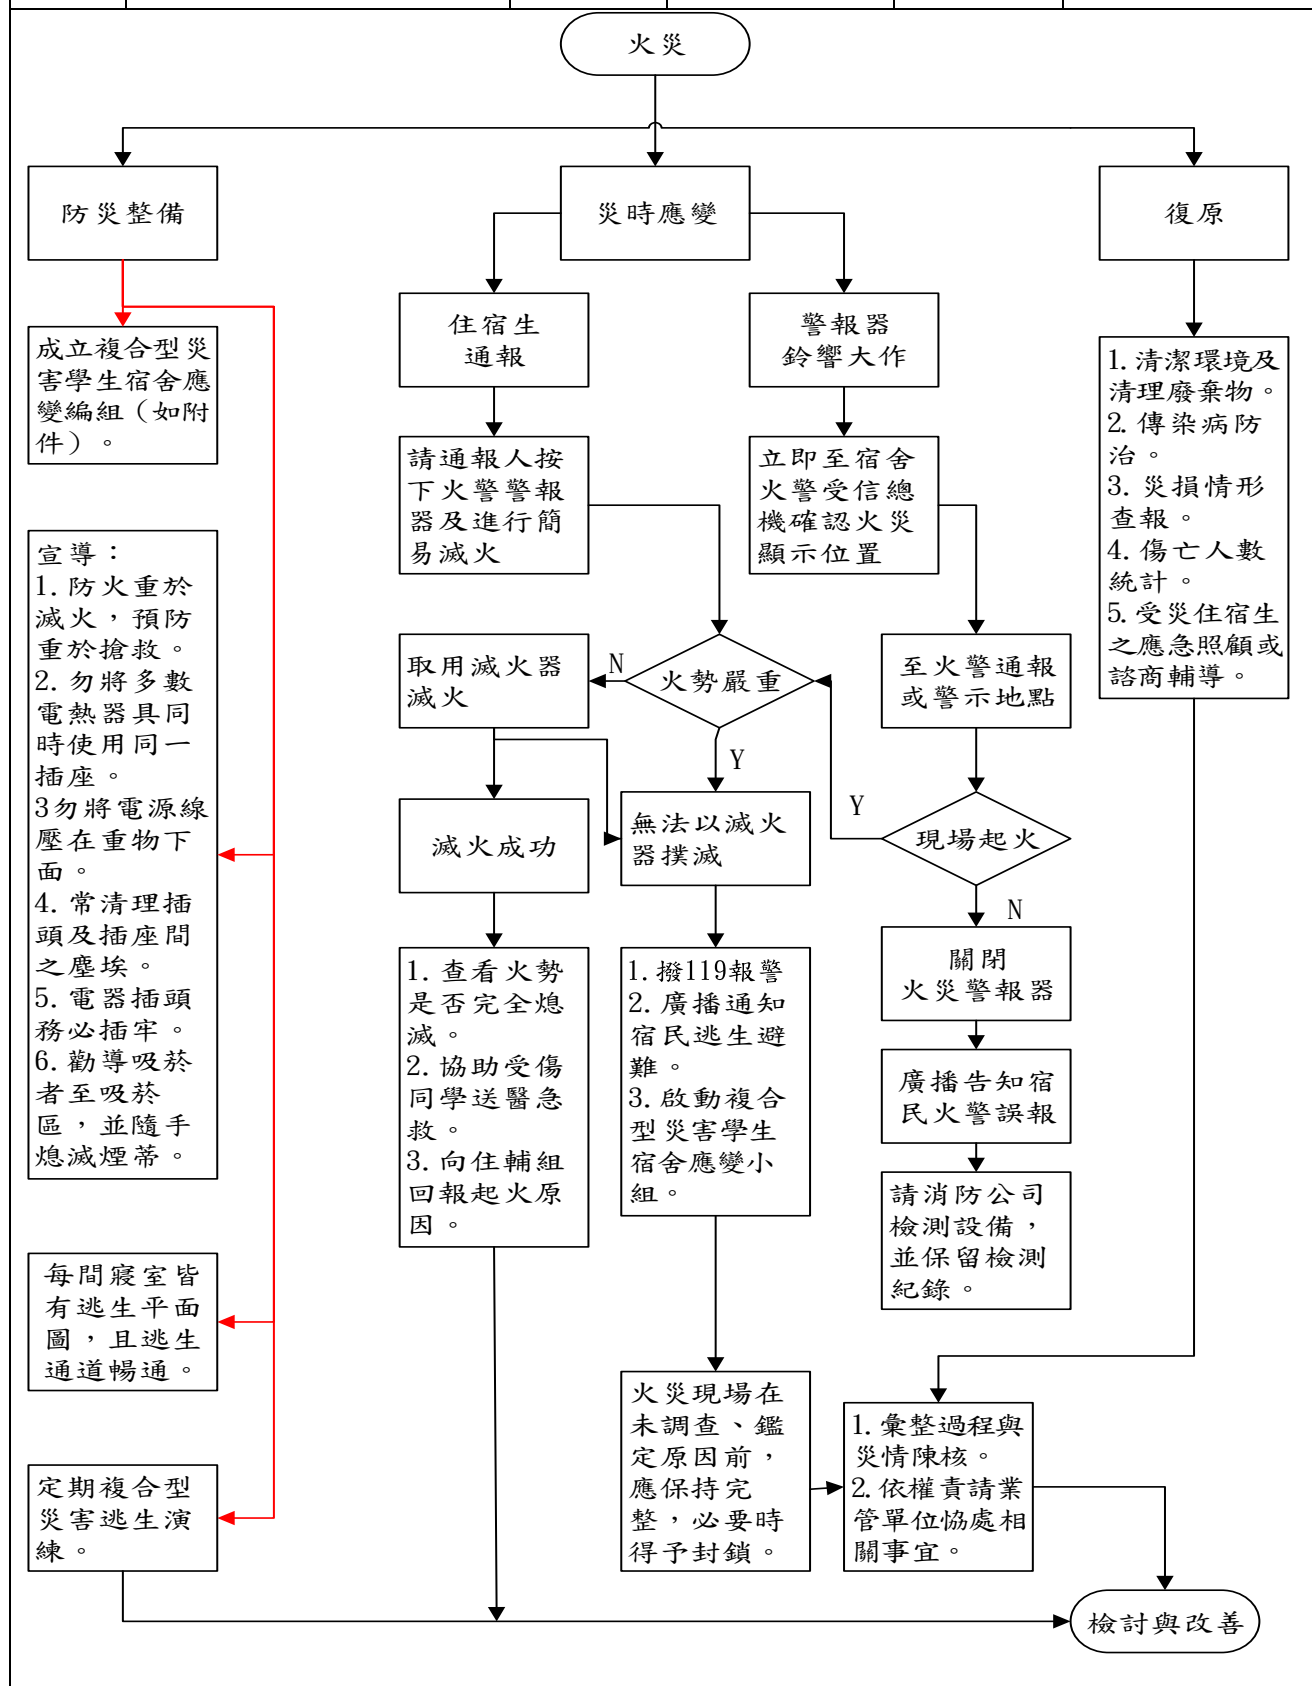 火災
防災整備
災時應變
復原
成立複合型災
害學生宿舍應
變編組（如附
件）。
宣導：
1.防火重於
滅火，預防
重於搶救。
2.勿將多數
電熱器具同
時使用同一
插座。
3勿將電源線
壓在重物下
面。
4.常清理插
頭及插座間
之塵埃。
5.電器插頭
務必插牢。
6.勸導吸菸
者至吸菸
區，並隨手
熄滅煙蒂。
每間寢室皆
有逃生平面
圖，且逃生
通道暢通。
定期複合型
災害逃生演
練。
住宿生
通報
請通報人按
下火警警報
器及進行簡
易滅火
警報器
鈴響大作
立即至宿舍
火警受信總
機確認火災
顯示位置
至火警通報
或警示地點
現場起火
Y
N
火勢嚴重
N
Y
取用滅火器
滅火
滅火成功
1.查看火勢
是否完全熄
滅。
2.協助受傷
同學送醫急
救。
3.向住輔組
回報起火原
因。
無法以滅火
器撲滅
1.撥119報警
2.廣播通知
宿民逃生避
難。
3.啟動複合
型災害學生
宿舍應變小
組。
火災現場在
未調查、鑑
定原因前，
應保持完
整，必要時
得予封鎖。
關閉
火災警報器
廣播告知宿
民火警誤報
請消防公司
檢測設備，
並保留檢測
紀錄。
1.清潔環境及
清理廢棄物。
2.傳染病防
治。
3.災損情形
查報。
4.傷亡人數
統計。
5.受災住宿生
之應急照顧或
諮商輔導。
1.彙整過程與
災情陳核。
2.依權責請業
管單位協處相
關事宜。
檢討與改善